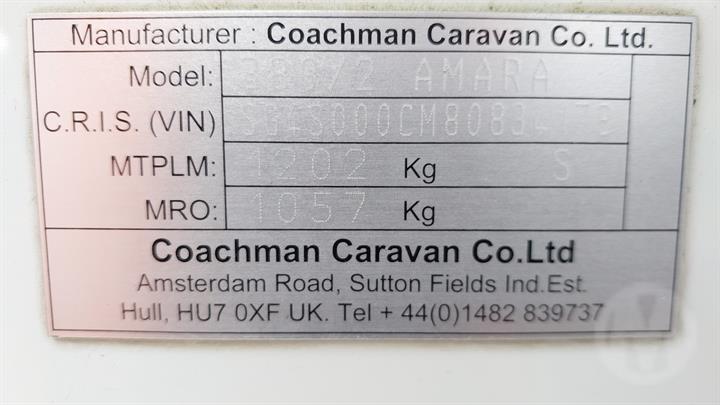 Manufacturer : Coachman Caravan Co. Ltd.
Model: 380/2 AMARA
C.R.I.S. (VIN)
MTPLM: 1202 Kg S
MRO: 1057 Kg
Coachman Caravan Co.Ltd
Amsterdam Road, Sutton Fields Ind.Est.
Hull, HU7 0XF UK. Tel + 44(0)1482 839737